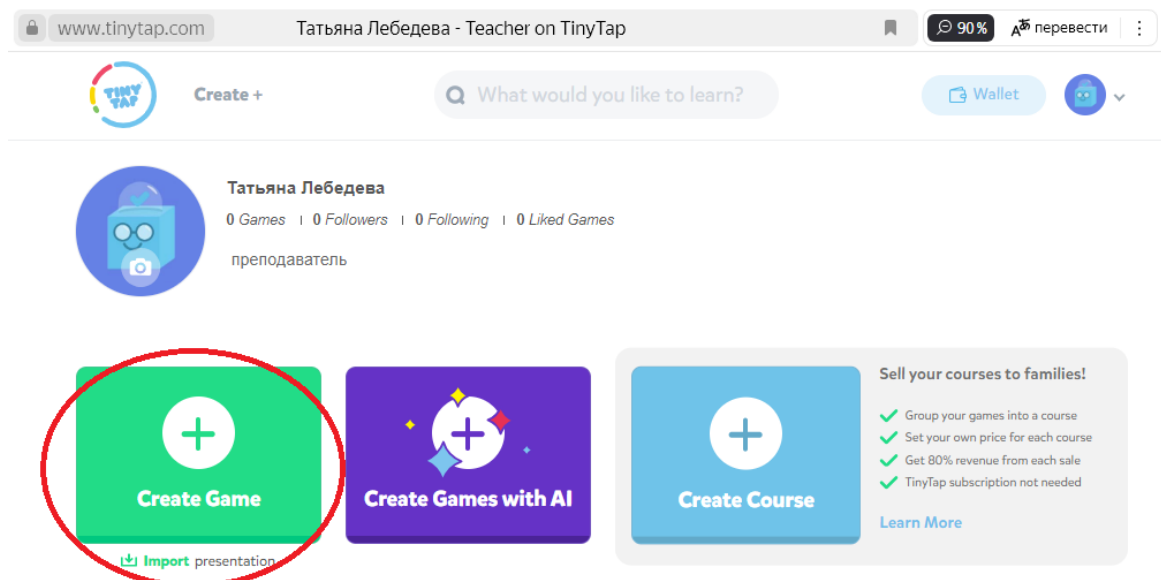 www.tinytap.com Татьяна Лебедева - Teacher on TinyTap 90% перевести
TINY TAP Create + What would you like to learn? Wallet
Татьяна Лебедева
0 Games | 0 Followers | 0 Following | 0 Liked Games
преподаватель
Create Game
Import presentation
Create Games with AI
Create Course
Sell your courses to families!
Group your games into a course
Set your own price for each course
Get 80% revenue from each sale
TinyTap subscription not needed
Learn More